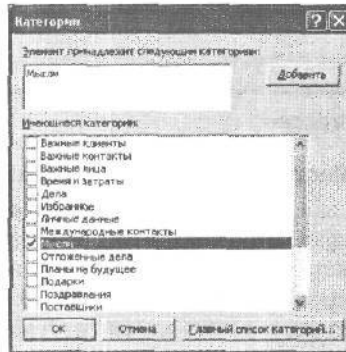 Категории
Элемент принадлежит следующим категориям:
Мысли
Добавить
Имеющиеся категории:
Важные клиенты
Важные контакты
Важные лица
Время и затраты
Дела
Избранное
Личные данные
Международные контакты
Мысли
Отложенные дела
Планы на будущее
Подарки
Поздравления
Поставщики
ОК
Отмена
Главный список категорий...